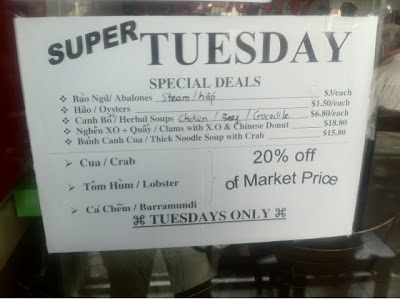 SUPER TUESDAY
SPECIAL DEALS
Bào Ngư/ Abalones Steam / hấp $3/each
Hào / Oysters $1.50/each
Canh Bổ/ Herbal Soups Chicken / / Crocodile $6.80/each
Nghêu XO + Quẩy / Clams with X.O & Chinese Donut $18.80
Bánh Canh Cua / Thick Noodle Soup with Crab $15.80
➢ Cua / Crab
20% off
➢ Tôm Hùm / Lobster
of Market Price
➢ Cá Chẽm / Barramundi
⌘ TUESDAYS ONLY ⌘